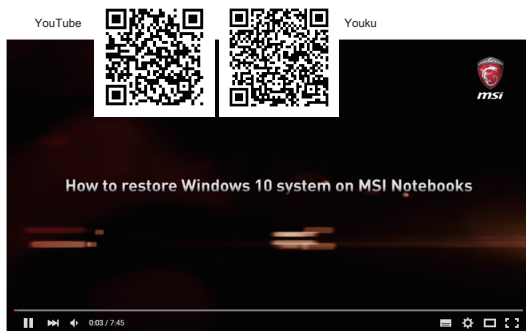 YouTube
Youku
msi
How to restore Windows 10 system on MSI Notebooks
0:03 / 7:45